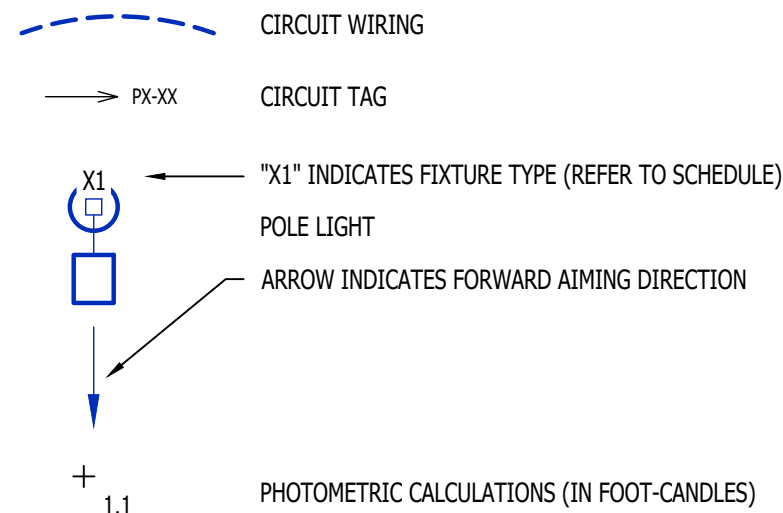 CIRCUIT WIRING
PX-XX CIRCUIT TAG
X1 "X1" INDICATES FIXTURE TYPE (REFER TO SCHEDULE)
POLE LIGHT
ARROW INDICATES FORWARD AIMING DIRECTION
1.1 PHOTOMETRIC CALCULATIONS (IN FOOT-CANDLES)